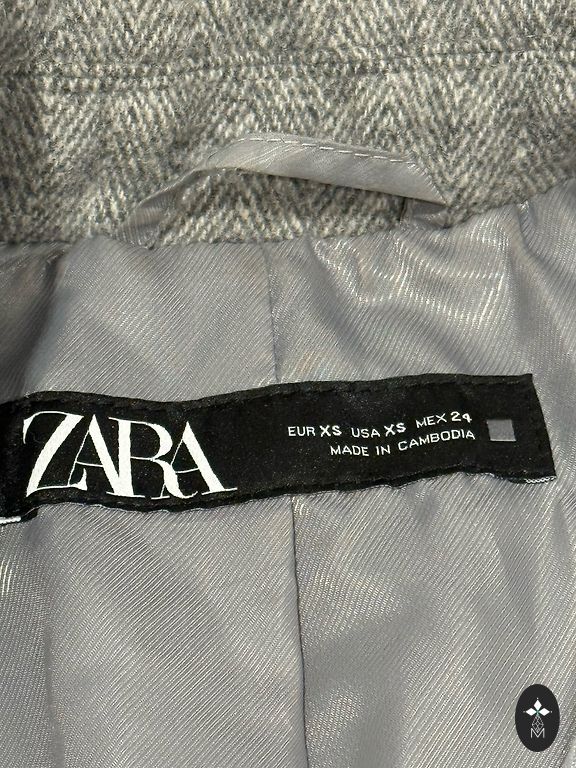 ZARA
EUR XS USA XS MEX 24
MADE IN CAMBODIA
M